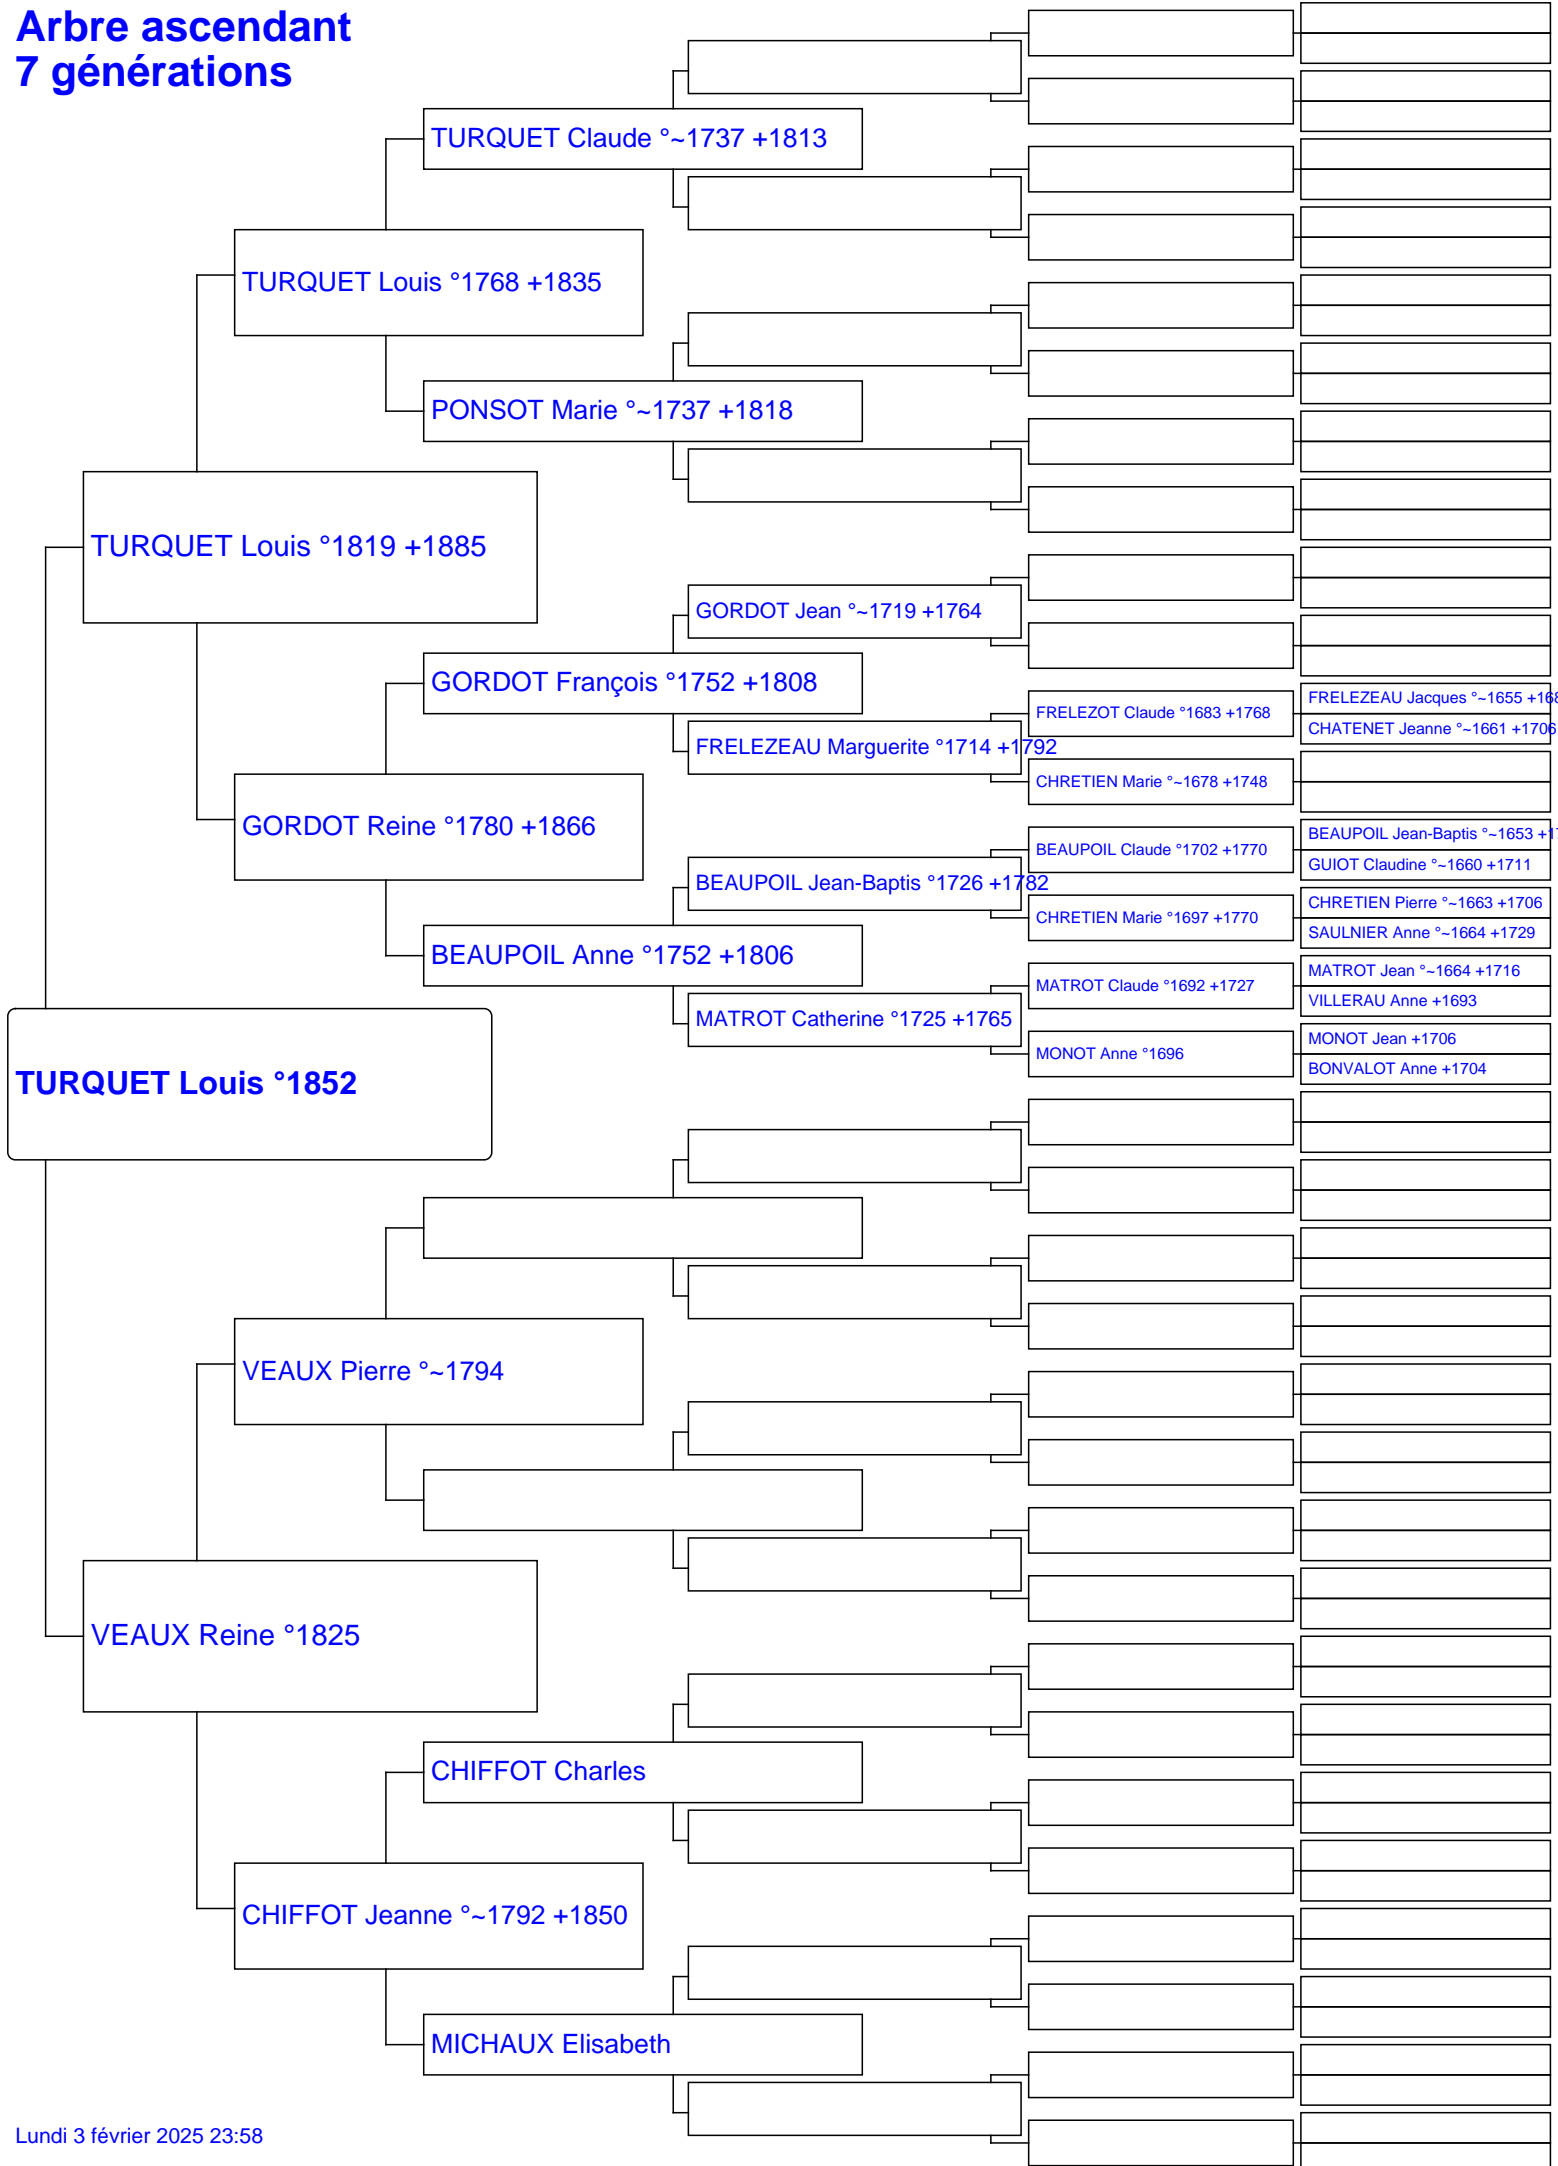 Arbre ascendant
7 générations
TURQUET Claude °~1737 +1813
TURQUET Louis °1768 +1835
PONSOT Marie °~1737 +1818
TURQUET Louis °1819 +1885
GORDOT Jean °~1719 +1764
GORDOT François °1752 +1808
FRELEZEAU Jacques °~1655 +168
FRELEZOT Claude °1683 +1768
CHATENET Jeanne °~1661 +1706
FRELEZEAU Marguerite °1714 +1792
CHRETIEN Marie °~1678 +1748
GORDOT Reine °1780 +1866
BEAUPOIL Jean-Baptis °~1653 +17
BEAUPOIL Claude °1702 +1770
GUIOT Claudine °~1660 +1711
BEAUPOIL Jean-Baptis °1726 +1782
CHRETIEN Pierre °~1663 +1706
CHRETIEN Marie °1697 +1770
SAULNIER Anne °~1664 +1729
BEAUPOIL Anne °1752 +1806
MATROT Jean °~1664 +1716
MATROT Claude °1692 +1727
VILLERAU Anne +1693
MATROT Catherine °1725 +1765
MONOT Jean +1706
MONOT Anne °1696
BONVALOT Anne +1704
TURQUET Louis °1852
VEAUX Pierre °~1794
VEAUX Reine °1825
CHIFFOT Charles
CHIFFOT Jeanne °~1792 +1850
MICHAUX Elisabeth
Lundi 3 février 2025 23:58